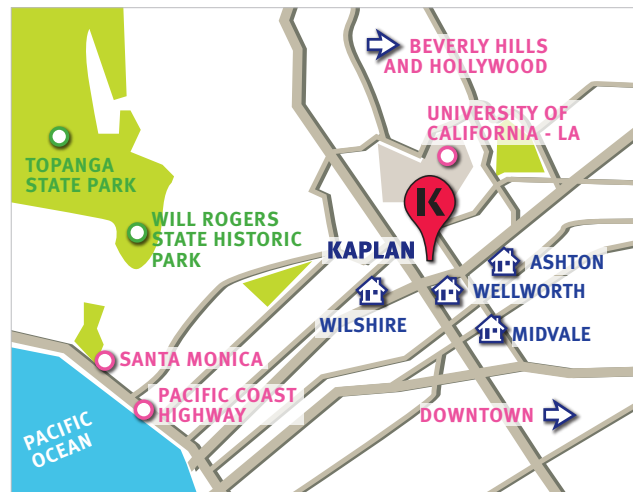 BEVERLY HILLS
AND HOLLYWOOD
UNIVERSITY OF
CALIFORNIA - LA
TOPANGA
STATE PARK
K
WILL ROGERS
STATE HISTORIC
PARK
KAPLAN
ASHTON
WELLWORTH
WILSHIRE
MIDVALE
SANTA MONICA
PACIFIC COAST
HIGHWAY
DOWNTOWN
PACIFIC
OCEAN